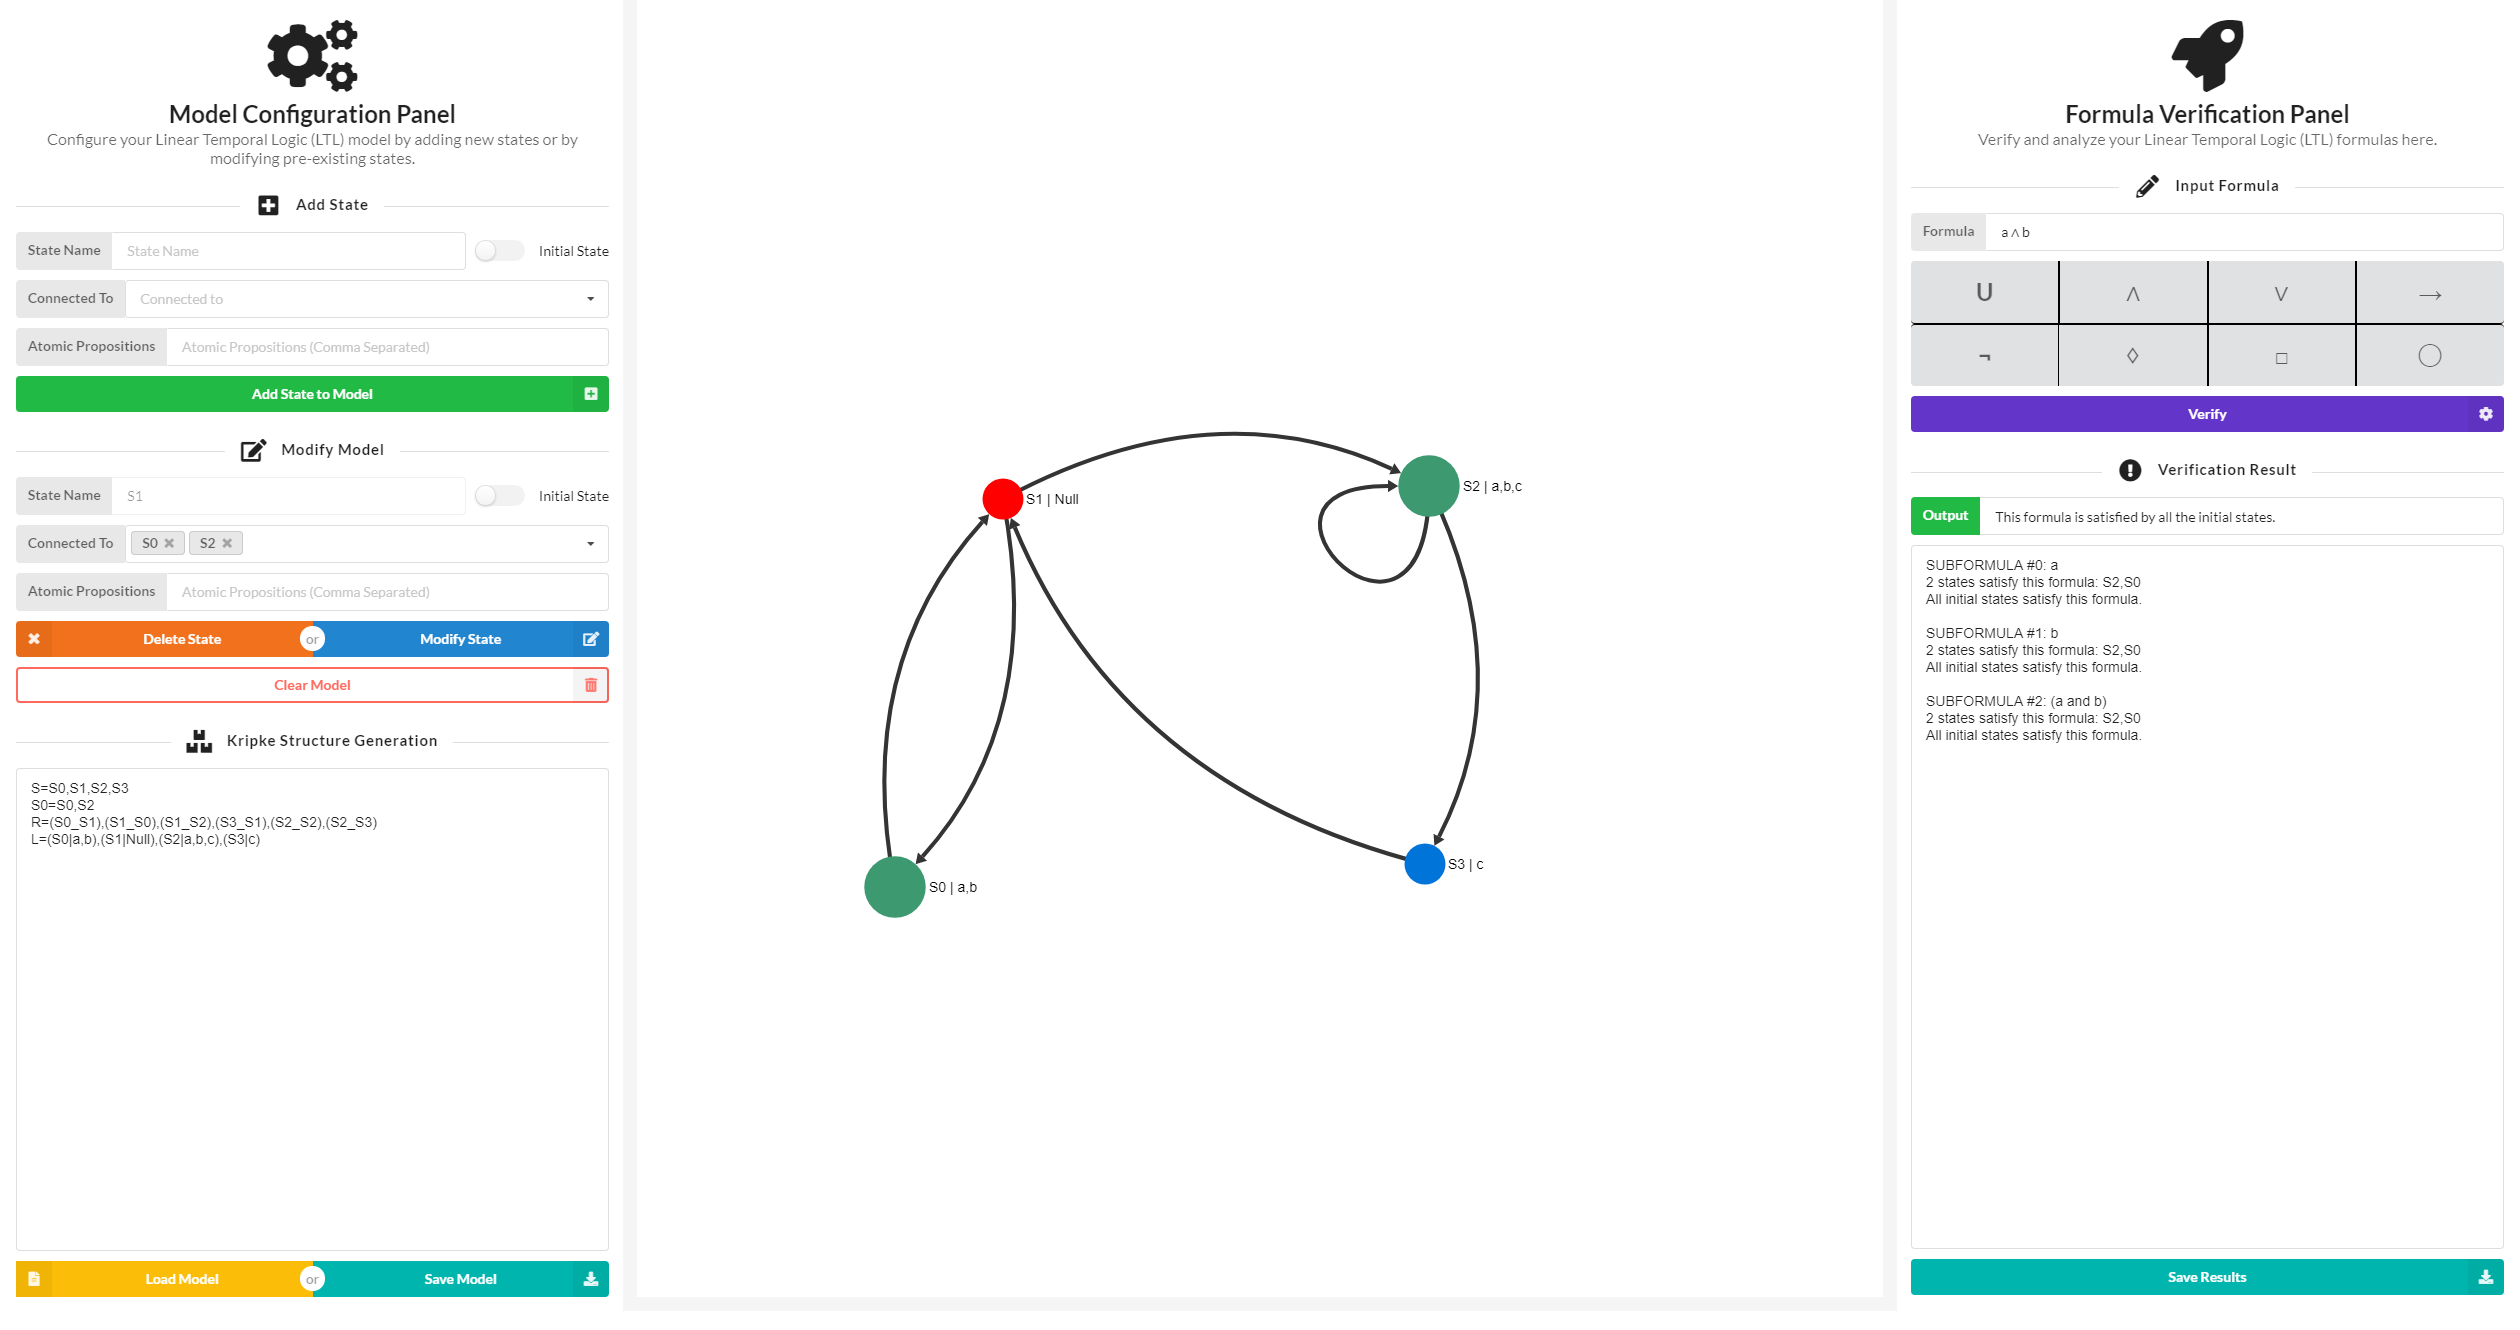 Model Configuration Panel
Configure your Linear Temporal Logic (LTL) model by adding new states or by
modifying pre-existing states.
Add State
State Name
State Name
Initial State
Connected To
Connected to
Atomic Propositions
Atomic Propositions (Comma Separated)
Add State to Model
Modify Model
State Name
S1
Initial State
Connected To
S0
S2
Atomic Propositions
Atomic Propositions (Comma Separated)
Delete State
or
Modify State
Clear Model
Kripke Structure Generation
S=S0,S1,S2,S3
S0=S0,S2
R=(S0_S1),(S1_S0),(S1_S2),(S3_S1),(S2_S2),(S2_S3)
L=(S0|a,b),(S1|Null),(S2|a,b,c),(S3|c)
Load Model
or
Save Model
S1 | Null
S2 | a,b,c
S0 | a,b
S3 | c
Formula Verification Panel
Verify and analyze your Linear Temporal Logic (LTL) formulas here.
Input Formula
Formula
a ∧ b
U
∧
∨
→
¬
◊
□
◯
Verify
Verification Result
Output
This formula is satisfied by all the initial states.
SUBFORMULA #0: a
2 states satisfy this formula: S2,S0
All initial states satisfy this formula.
SUBFORMULA #1: b
2 states satisfy this formula: S2,S0
All initial states satisfy this formula.
SUBFORMULA #2: (a and b)
2 states satisfy this formula: S2,S0
All initial states satisfy this formula.
Save Results